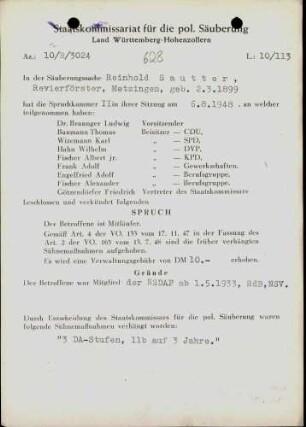 Staatskommissariat für die pol. Säuberung
Land Württemberg-Hohenzollern
Az.: 10/2/3024
628
L: 10/113
In der Säuberungssache Reinhold Sautter,
Revierförster, Metzingen, geb. 2.3.1899
hat die Spruchkammer II in ihrer Sitzung am 6.8.1948 , an welcher
teilgenommen haben:
Dr. Ludwig Vorsitzender
Baumann Thomas Beisitzer — CDU,
Wizemann Karl „ — SPD,
Hahn Wilhelm „ — DVP,
Fischer Albert jr. „ — KPD,
Frank Adolf „ — Gewerkschaften.
Engelfried Adolf „ — Berufsgruppe,
Fischer Alexander „ — Berufsgruppe.
Götzendörfer Friedrich Vertreter des Staatskommissars
beschlossen und verkündet folgenden
SPRUCH
Der Betroffene ist Mitläufer.
Gemäß Art. 4 der VO. 133 vom 17. 11. 47 in der Fassung des
Art. 2 der VO. 165 vom 13. 7. 48 sind die früher verhängten
Sühnemaßnahmen aufgehoben.
Es wird eine Verwaltungsgebühr von DM 10.- erhoben.
Gründe
Der Betroffene war Mitglied der NSDAP ab 1.5.1933, RdB, NSV.
Durch Entscheidung des Staatskommissars für die pol. Säuberung waren
folgende Sühnemaßnahmen verhängt worden:
"3 DA-Stufen, 11b auf 3 Jahre."